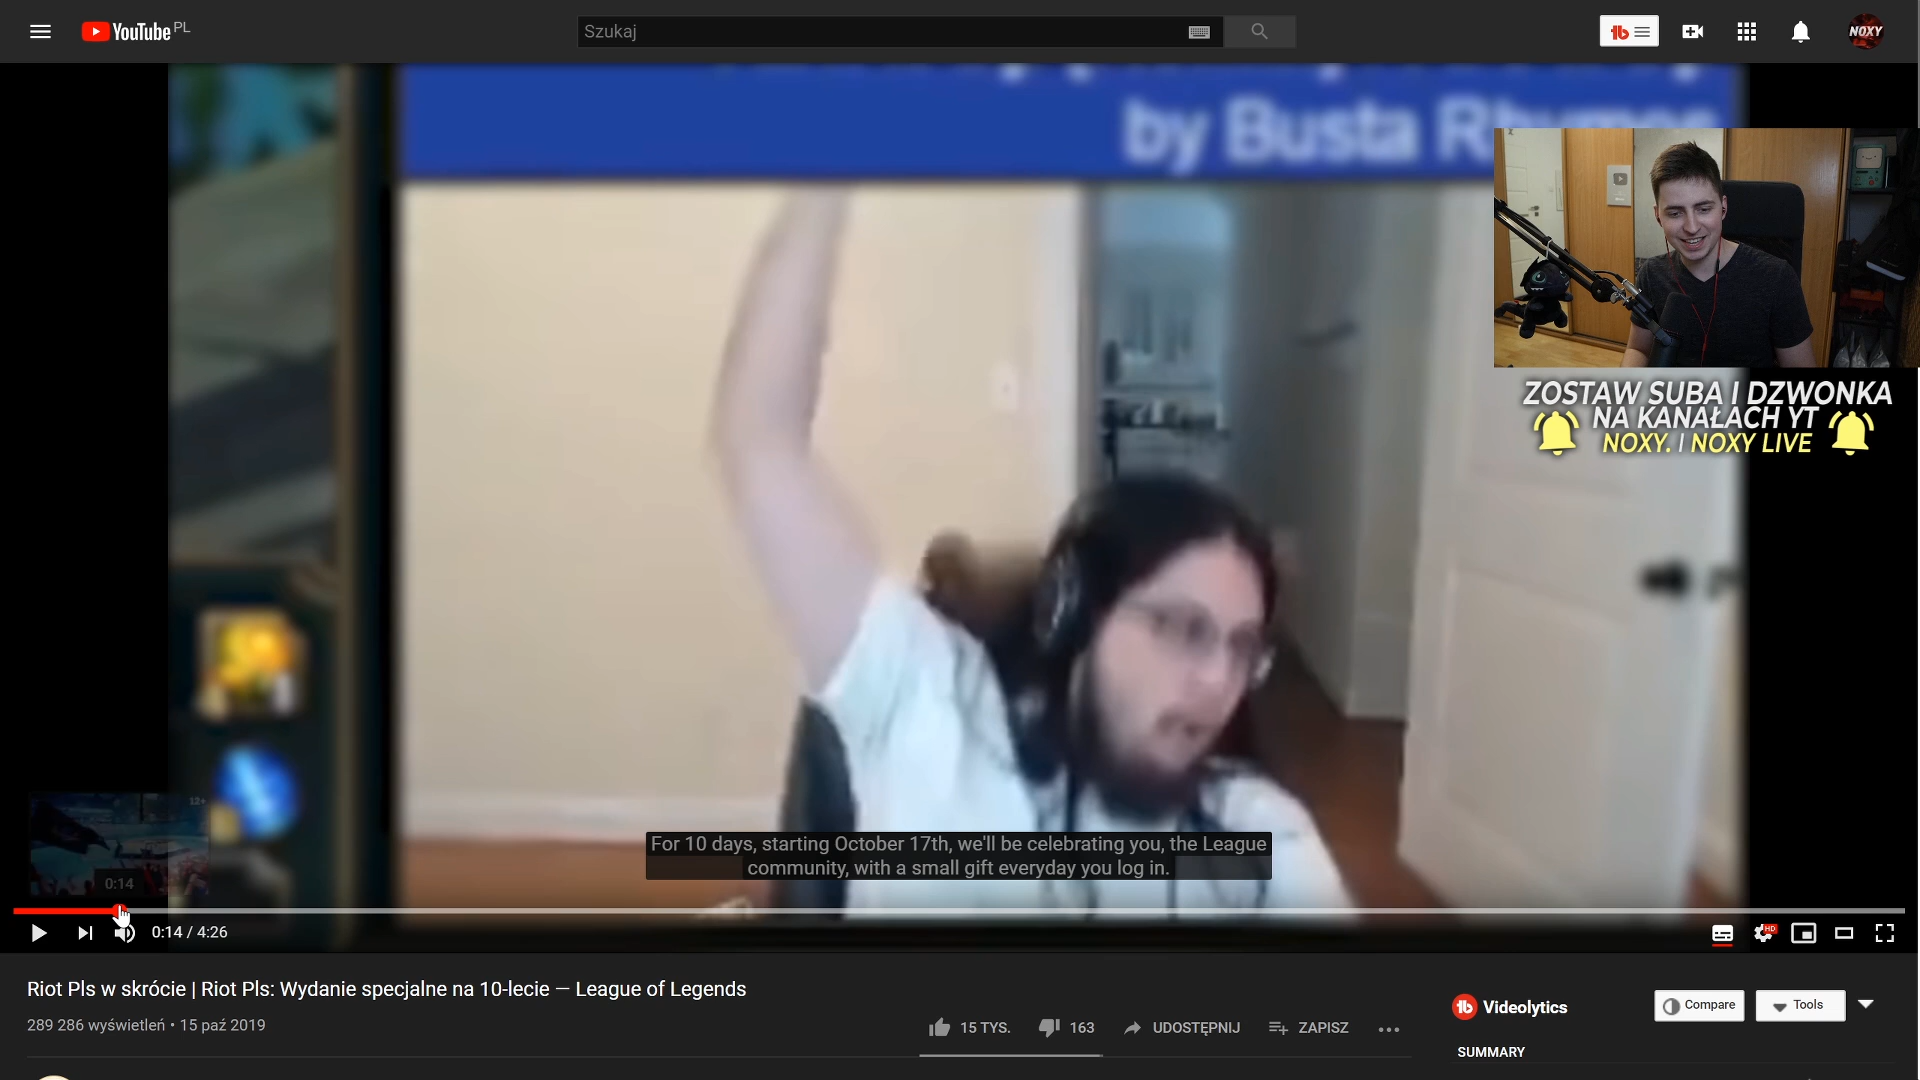 YouTube PL
Szukaj
NOXY
by Busta Rhymes
ZOSTAW SUBA I DZWONKA
NA KANAŁACH YT
NOXY. I NOXY LIVE
12+
0:14
For 10 days, starting October 17th, we'll be celebrating you, the League
community, with a small gift everyday you log in.
0:14 / 4:26
HD
Riot Pls w skrócie | Riot Pls: Wydanie specjalne na 10-lecie — League of Legends
289 286 wyświetleń • 15 paź 2019
15 TYS.
163
UDOSTĘPNIJ
ZAPISZ
Videolytics
Compare
Tools
SUMMARY